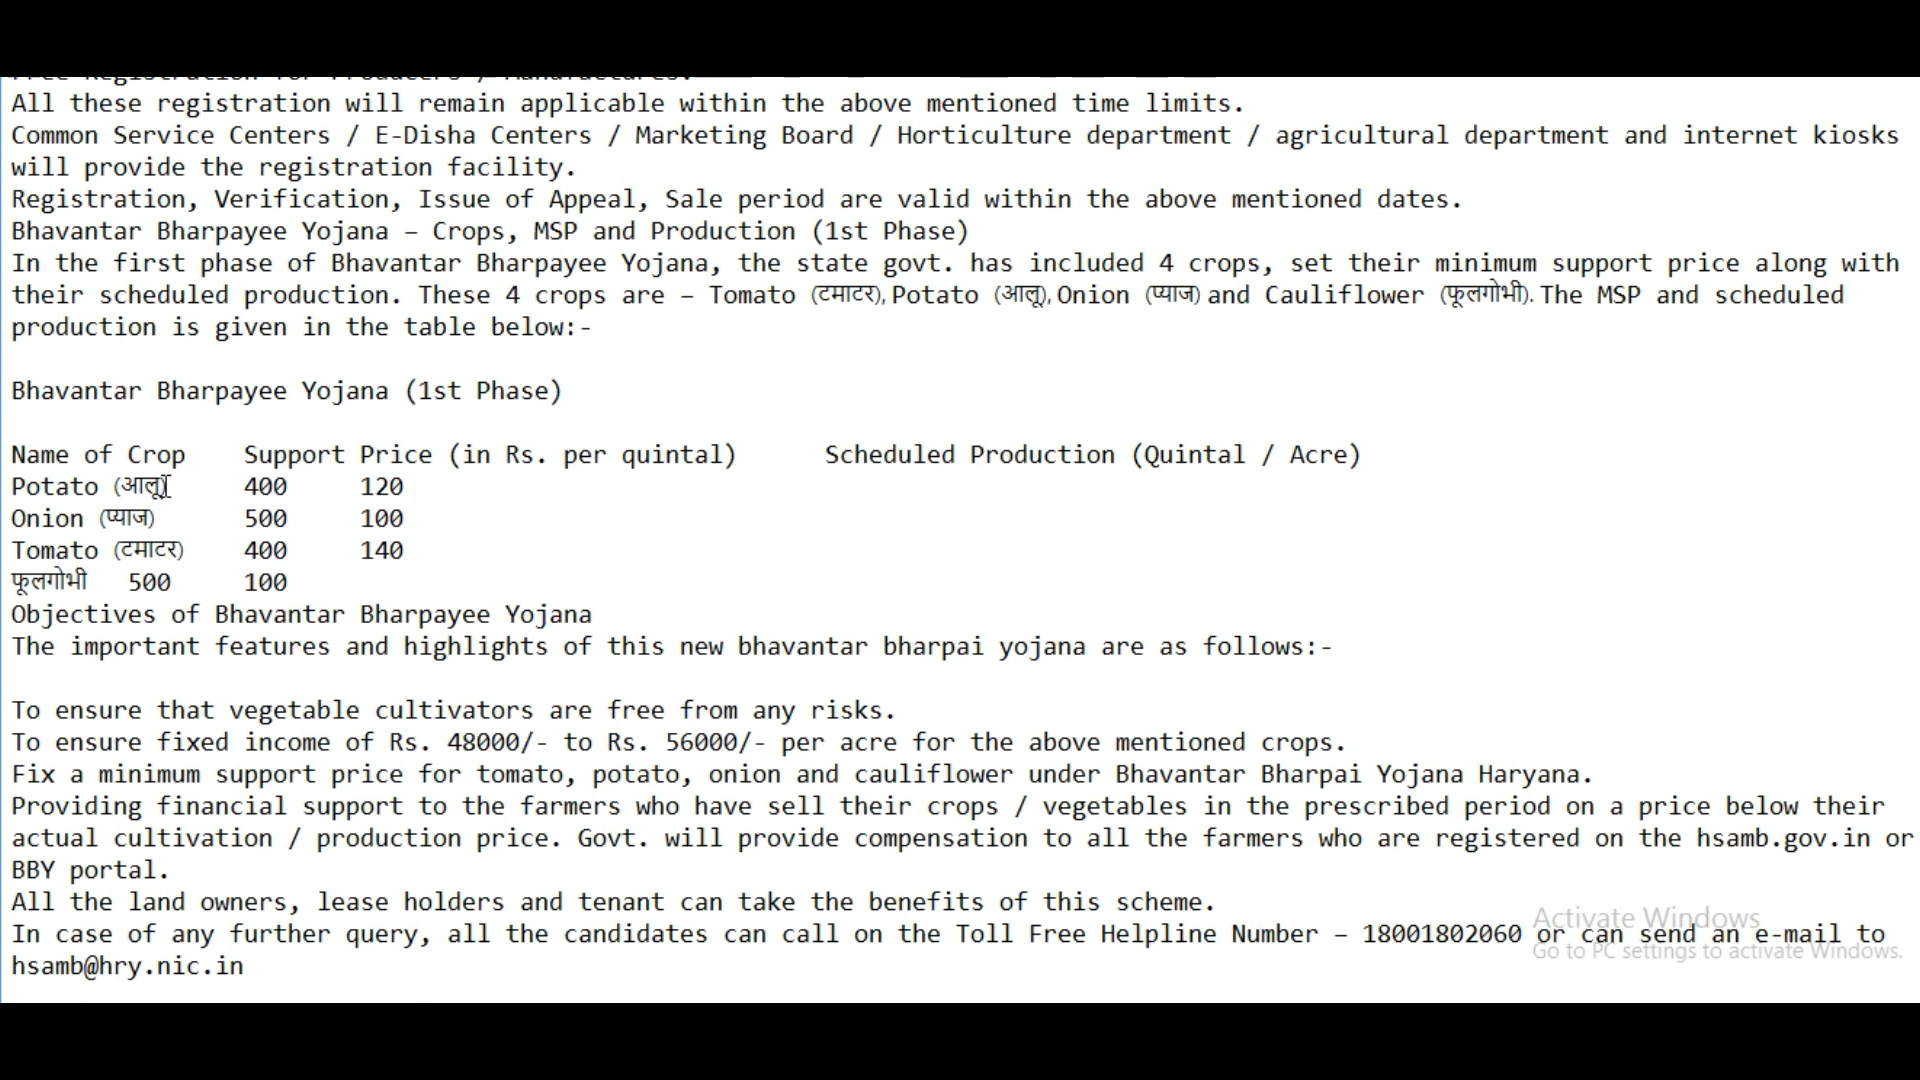 All these registration will remain applicable within the above mentioned time limits.
Common Service Centers / E-Disha Centers / Marketing Board / Horticulture department / agricultural department and internet kiosks
will provide the registration facility.
Registration, Verification, Issue of Appeal, Sale period are valid within the above mentioned dates.
Bhavantar Bharpayee Yojana – Crops, MSP and Production (1st Phase)
In the first phase of Bhavantar Bharpayee Yojana, the state govt. has included 4 crops, set their minimum support price along with
their scheduled production. These 4 crops are – Tomato (टमाटर), Potato (आलू), Onion (प्याज) and Cauliflower (फूलगोभी). The MSP and scheduled
production is given in the table below:-
Bhavantar Bharpayee Yojana (1st Phase)
Name of Crop Support Price (in Rs. per quintal) Scheduled Production (Quintal / Acre)
Potato (आलू) 400 120
Onion (प्याज) 500 100
Tomato (टमाटर) 400 140
फूलगोभी 500 100
Objectives of Bhavantar Bharpayee Yojana
The important features and highlights of this new bhavantar bharpai yojana are as follows:-
To ensure that vegetable cultivators are free from any risks.
To ensure fixed income of Rs. 48000/- to Rs. 56000/- per acre for the above mentioned crops.
Fix a minimum support price for tomato, potato, onion and cauliflower under Bhavantar Bharpai Yojana Haryana.
Providing financial support to the farmers who have sell their crops / vegetables in the prescribed period on a price below their
actual cultivation / production price. Govt. will provide compensation to all the farmers who are registered on the hsamb.gov.in or
BBY portal.
All the land owners, lease holders and tenant can take the benefits of this scheme.
In case of any further query, all the candidates can call on the Toll Free Helpline Number – 18001802060 or can send an e-mail to
hsamb@hry.nic.in
Activate Windows
Go to PC settings to activate Windows.